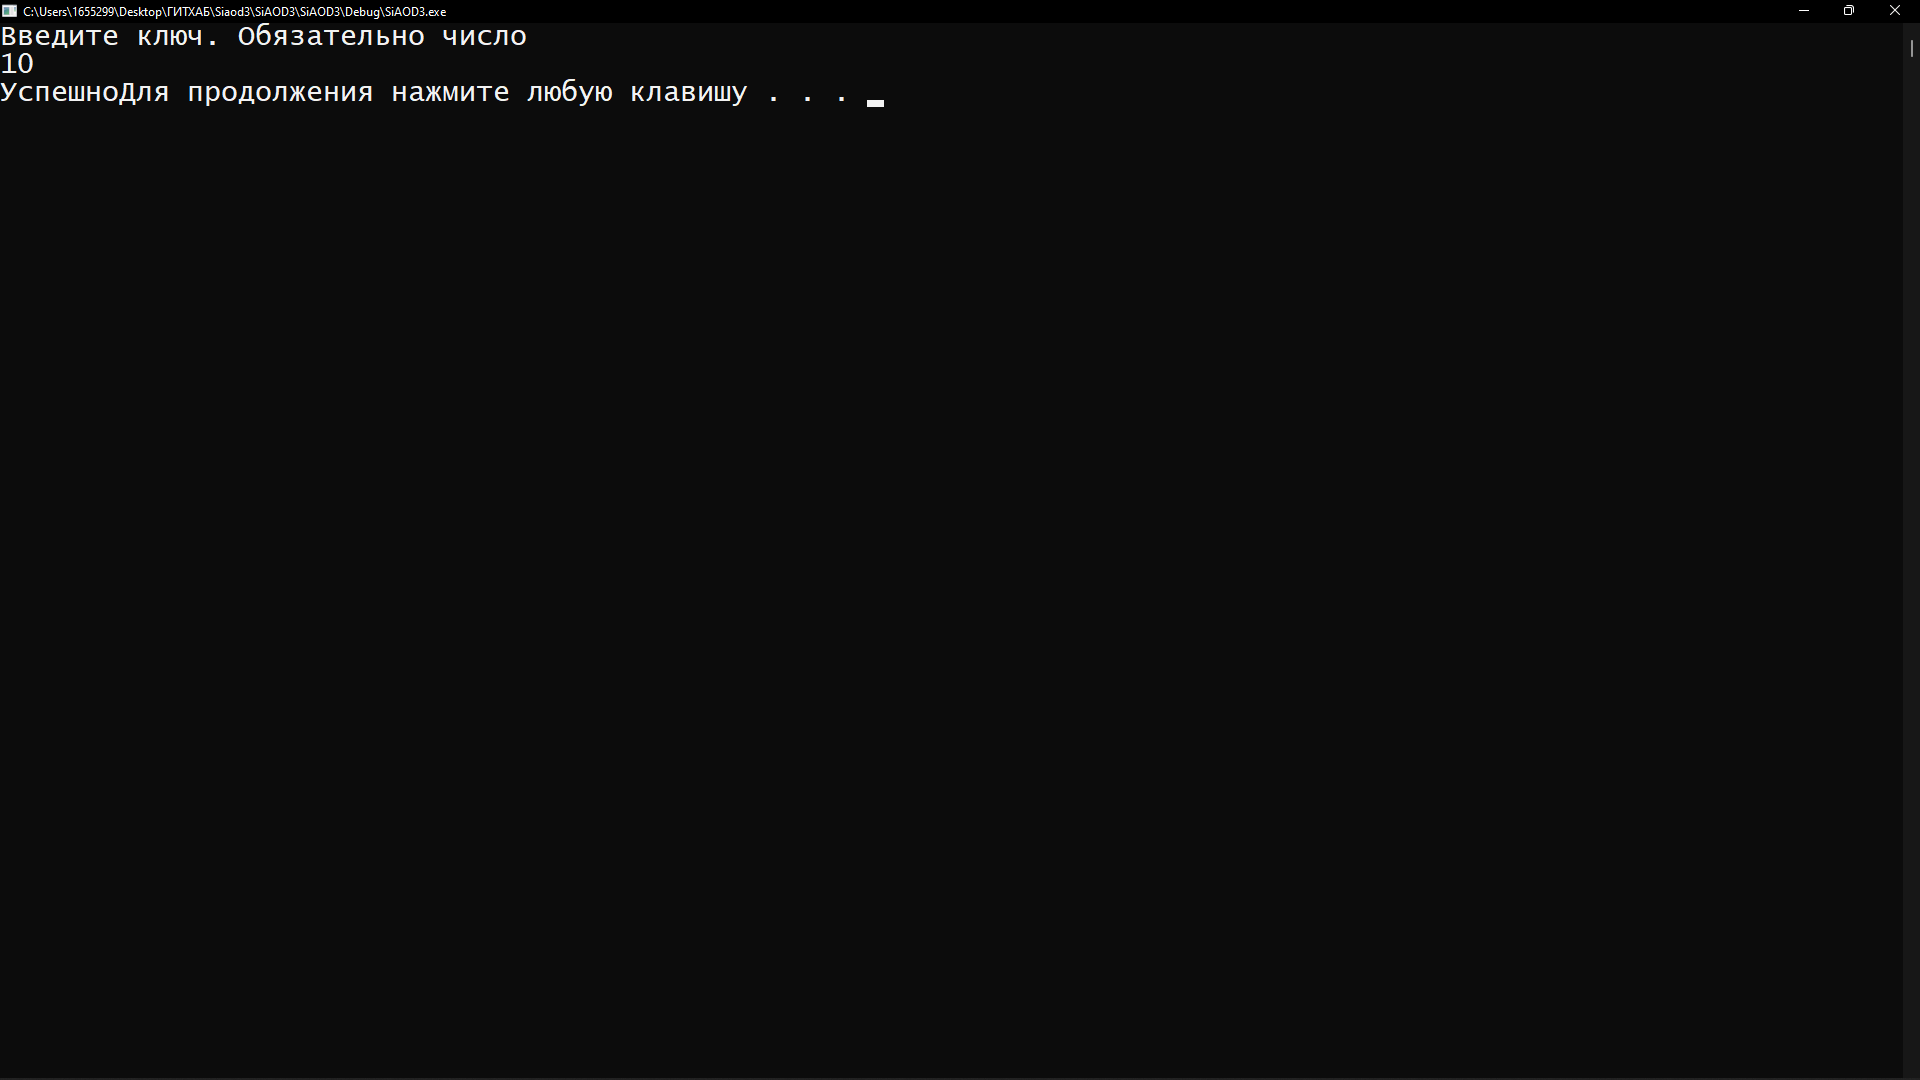 C:\Users\1655299\Desktop\ГИТХАБ\Siaod3\SiAOD3\SiAOD3\Debug\SiAOD3.exe
Введите ключ. Обязательно число
10
УспешноДля продолжения нажмите любую клавишу . . .